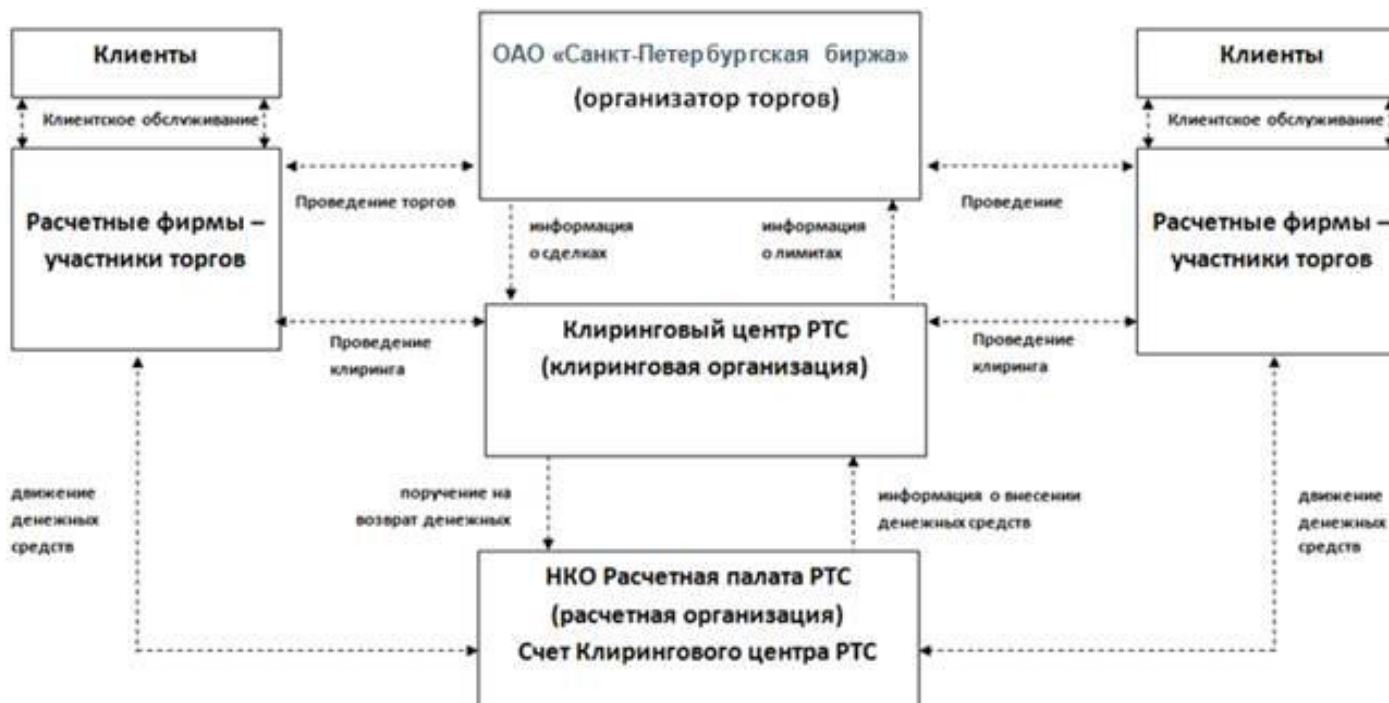 Клиенты
ОАО «Санкт-Петербургская биржа»
(организатор торгов)
Клиенты
Клиентское обслуживание
Клиентское обслуживание
Расчетные фирмы –
участники торгов
Проведение торгов
Проведение
Расчетные фирмы –
участники торгов
информация
о сделках
информация
о лимитах
Клиринговый центр РТС
(клиринговая организация)
Проведение
клиринга
Проведение
клиринга
движение
денежных
средств
поручение на
возврат денежных
информация о внесении
денежных средств
движение
денежных
средств
НКО Расчетная палата РТС
(расчетная организация)
Счет Клирингового центра РТС